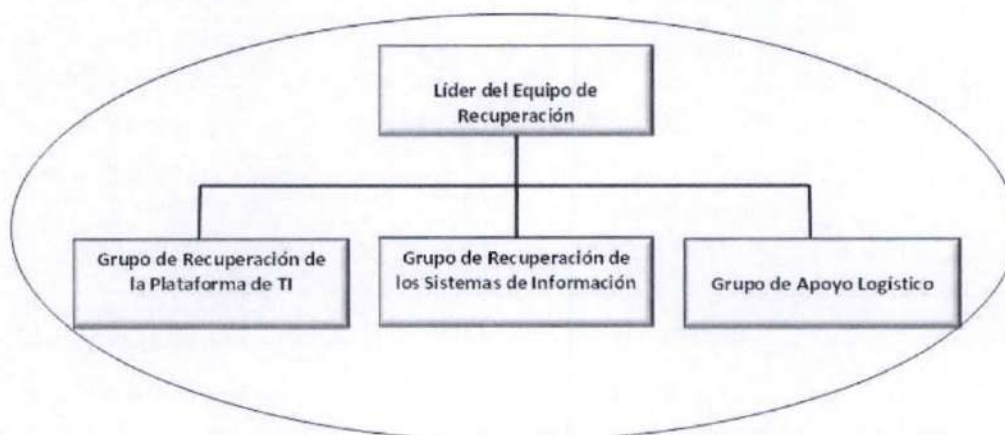 Líder del Equipo de
Recuperación
Grupo de Recuperación de
la Plataforma de TI
Grupo de Recuperación de
los Sistemas de Información
Grupo de Apoyo Logístico